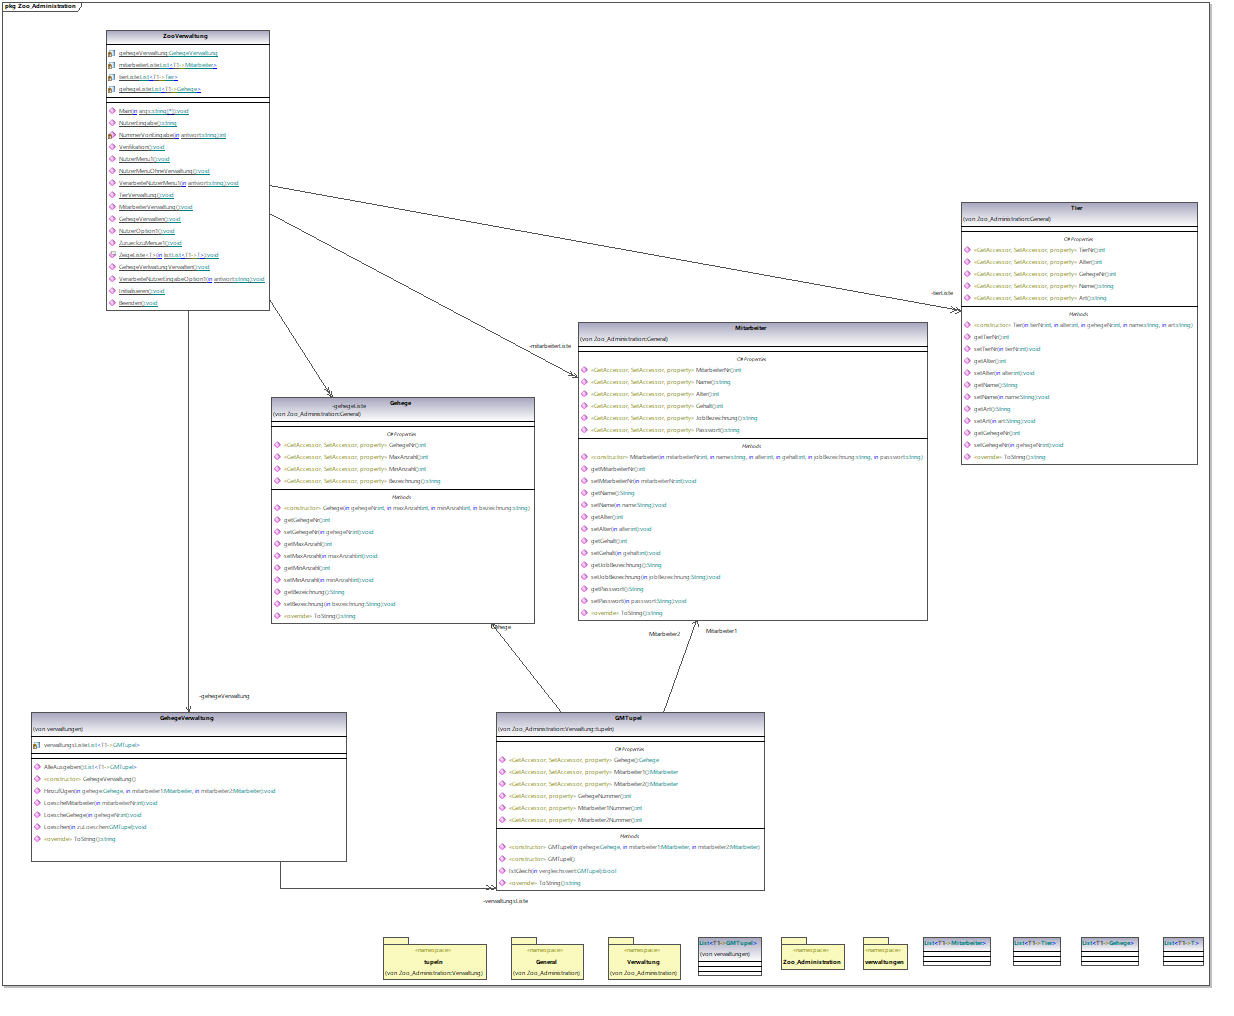 pkg Zoo_Administration
ZooVerwaltung
gehegeVerwaltung:GehegeVerwaltung
mitarbeiterListe:List<T1->Mitarbeiter>
tierListe:List<T1->Tier>
gehegeListe:List<T1->Gehege>
Main(in args:string[*]):void
NutzerEingabe():string
NummerVonEingabe(in antwort:string):int
Verifikation():void
NutzerMenu1():void
NutzerMenuOhneVerwaltung():void
VerarbeiteNutzerMenu1(in antwort:string):void
TierVerwaltung():void
MitarbeiterVerwaltung():void
GehegeVerwalten():void
NutzerOption1():void
ZurueckzuMenue1():void
ZeigeListe<T>(in list:List<T1->T>):void
GehegeVerwaltungVerwalten():void
VerarbeiteNutzerEingabeOption1(in antwort:string):void
Initialisieren():void
Beenden():void
-tierListe
-mitarbeiterListe
-gehegeListe
-gehegeVerwaltung
Tier
(von Zoo_Administration::General)
C# Properties
<GetAccessor, SetAccessor, property> TierNr():int
<GetAccessor, SetAccessor, property> Alter():int
<GetAccessor, SetAccessor, property> GehegeNr():int
<GetAccessor, SetAccessor, property> Name():string
<GetAccessor, SetAccessor, property> Art():string
Methods
<constructor> Tier(in tierNr:int, in alter:int, in gehegeNr:int, in name:string, in art:string)
getTierNr():int
setTierNr(in tierNr:int):void
getAlter():int
setAlter(in alter:int):void
getName():String
setName(in name:String):void
getArt():String
setArt(in art:String):void
getGehegeNr():int
setGehegeNr(in gehegeNr:int):void
<override> ToString():string
Mitarbeiter
(von Zoo_Administration::General)
C# Properties
<GetAccessor, SetAccessor, property> MitarbeiterNr():int
<GetAccessor, SetAccessor, property> Name():string
<GetAccessor, SetAccessor, property> Alter():int
<GetAccessor, SetAccessor, property> Gehalt():int
<GetAccessor, SetAccessor, property> JobBezeichnung():string
<GetAccessor, SetAccessor, property> Passwort():string
Methods
<constructor> Mitarbeiter(in mitarbeiterNr:int, in name:string, in alter:int, in gehalt:int, in jobBezeichnung:string, in passwort:string)
getMitarbeiterNr():int
setMitarbeiterNr(in mitarbeiterNr:int):void
getName():String
setName(in name:String):void
getAlter():int
setAlter(in alter:int):void
getGehalt():int
setGehalt(in gehalt:int):void
getJobBezeichnung():String
setJobBezeichnung(in jobBezeichnung:String):void
getPasswort():String
setPasswort(in passwort:String):void
<override> ToString():string
Gehege
(von Zoo_Administration::General)
C# Properties
<GetAccessor, SetAccessor, property> GehegeNr():int
<GetAccessor, SetAccessor, property> MaxAnzahl():int
<GetAccessor, SetAccessor, property> MinAnzahl():int
<GetAccessor, SetAccessor, property> Bezeichnung():string
Methods
<constructor> Gehege(in gehegeNr:int, in maxAnzahl:int, in minAnzahl:int, in bezeichnung:string)
getGehegeNr():int
setGehegeNr(in gehegeNr:int):void
getMaxAnzahl():int
setMaxAnzahl(in maxAnzahl:int):void
getMinAnzahl():int
setMinAnzahl(in minAnzahl:int):void
getBezeichnung():String
setBezeichnung(in bezeichnung:String):void
<override> ToString():string
Gehege
Mitarbeiter2
Mitarbeiter1
GehegeVerwaltung
(von verwaltungen)
verwaltungsListe:List<T1->GMTupel>
AlleAusgeben():List<T1->GMTupel>
<constructor> GehegeVerwaltung()
Hinzufügen(in gehege:Gehege, in mitarbeiter1:Mitarbeiter, in mitarbeiter2:Mitarbeiter):void
LoescheMitarbeiter(in mitarbeiterNr:int):void
LoescheGehege(in gehegeNr:int):void
Loeschen(in zuLoeschen:GMTupel):void
<override> ToString():string
-verwaltungsListe
GMTupel
(von Zoo_Administration::Verwaltung::tupeln)
C# Properties
<GetAccessor, SetAccessor, property> Gehege():Gehege
<GetAccessor, SetAccessor, property> Mitarbeiter1():Mitarbeiter
<GetAccessor, SetAccessor, property> Mitarbeiter2():Mitarbeiter
<GetAccessor, property> GehegeNummer():int
<GetAccessor, property> Mitarbeiter1Nummer():int
<GetAccessor, property> Mitarbeiter2Nummer():int
Methods
<constructor> GMTupel(in gehege:Gehege, in mitarbeiter1:Mitarbeiter, in mitarbeiter2:Mitarbeiter)
<constructor> GMTupel()
IstGleich(in vergleichswert:GMTupel):bool
<override> ToString():string
<namespace>
tupeln
(von Zoo_Administration::Verwaltung)
<namespace>
General
(von Zoo_Administration)
<namespace>
Verwaltung
(von Zoo_Administration)
List<T1->GMTupel>
(von verwaltungen)
<namespace>
Zoo_Administration
<namespace>
verwaltungen
List<T1->Mitarbeiter>
List<T1->Tier>
List<T1->Gehege>
List<T1->T>